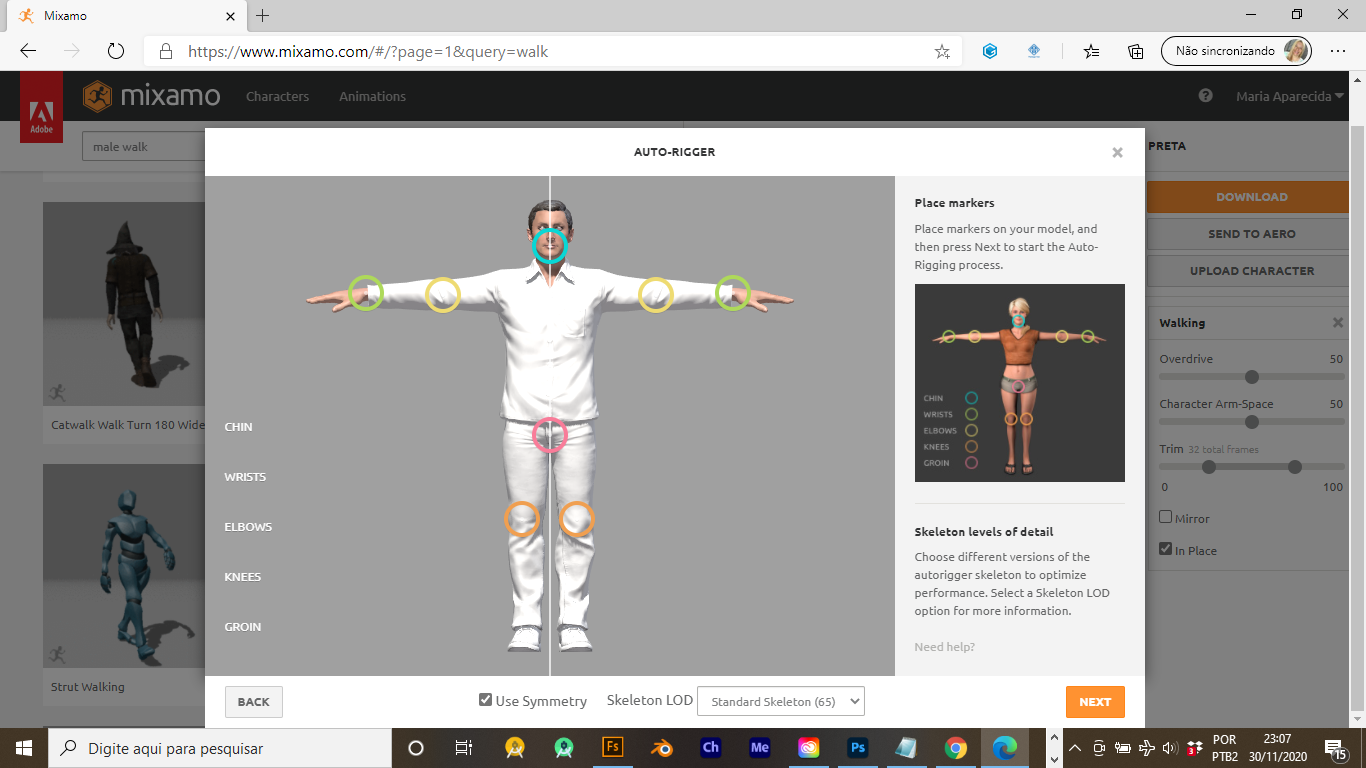 Mixamo
https://www.mixamo.com/#/?page=1&query=walk
Não sincronizando
Adobe
mixamo
Characters
Animations
Maria Aparecida
male walk
PRETA
DOWNLOAD
SEND TO AERO
UPLOAD CHARACTER
Walking
Overdrive 50
Character Arm-Space 50
Trim 32 total frames
0 100
Mirror
In Place
Catwalk Walk Turn 180 Wide
Strut Walking
AUTO-RIGGER
CHIN
WRISTS
ELBOWS
KNEES
GROIN
Place markers
Place markers on your model, and
then press Next to start the Auto-
Rigging process.
CHIN
WRISTS
ELBOWS
KNEES
GROIN
Skeleton levels of detail
Choose different versions of the
autorigger skeleton to optimize
performance. Select a Skeleton LOD
option for more information.
Need help?
BACK
Use Symmetry
Skeleton LOD
Standard Skeleton (65)
NEXT
Digite aqui para pesquisar
Fs
Ch
Me
Ps
3
POR
PTB2
23:07
30/11/2020
15